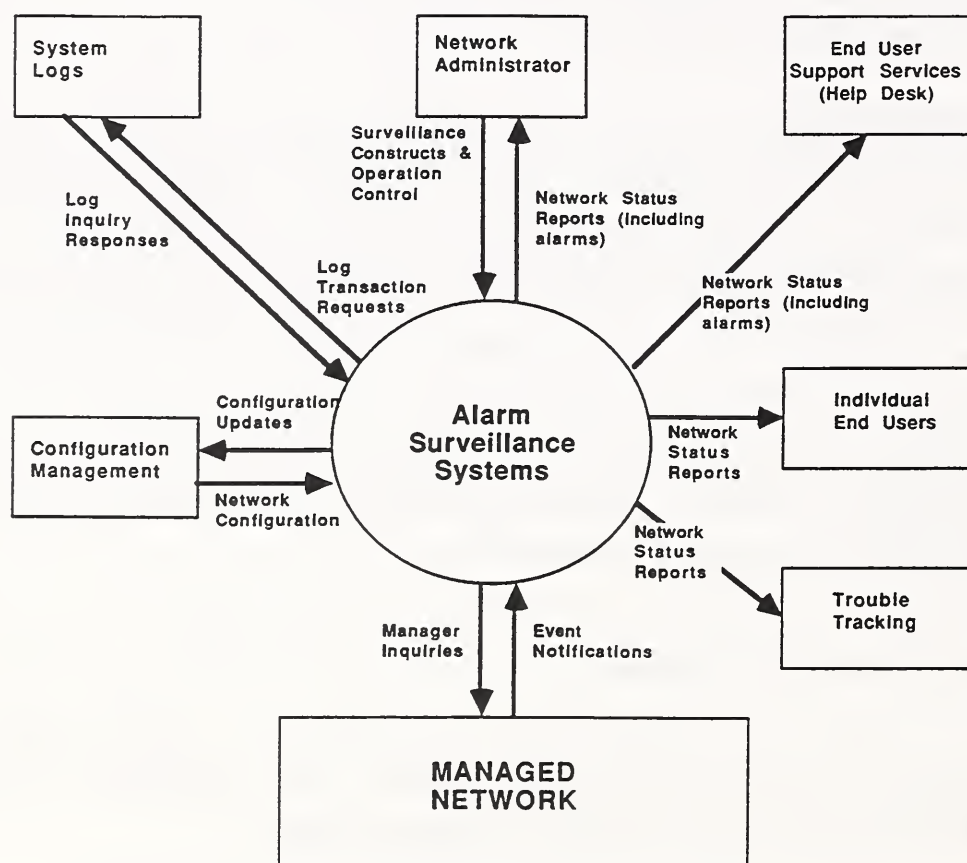 System
Logs
Network
Administrator
End User
Support Services
(Help Desk)
Surveillance
Constructs &
Operation
Control
Network Status
Reports (including
alarms)
Log
Inquiry
Responses
Log
Transaction
Requests
Network Status
Reports (including
alarms)
Configuration
Updates
Alarm
Surveillance
Systems
Individual
End Users
Network
Status
Reports
Configuration
Management
Network
Configuration
Network
Status
Reports
Trouble
Tracking
Manager
Inquiries
Event
Notifications
MANAGED
NETWORK